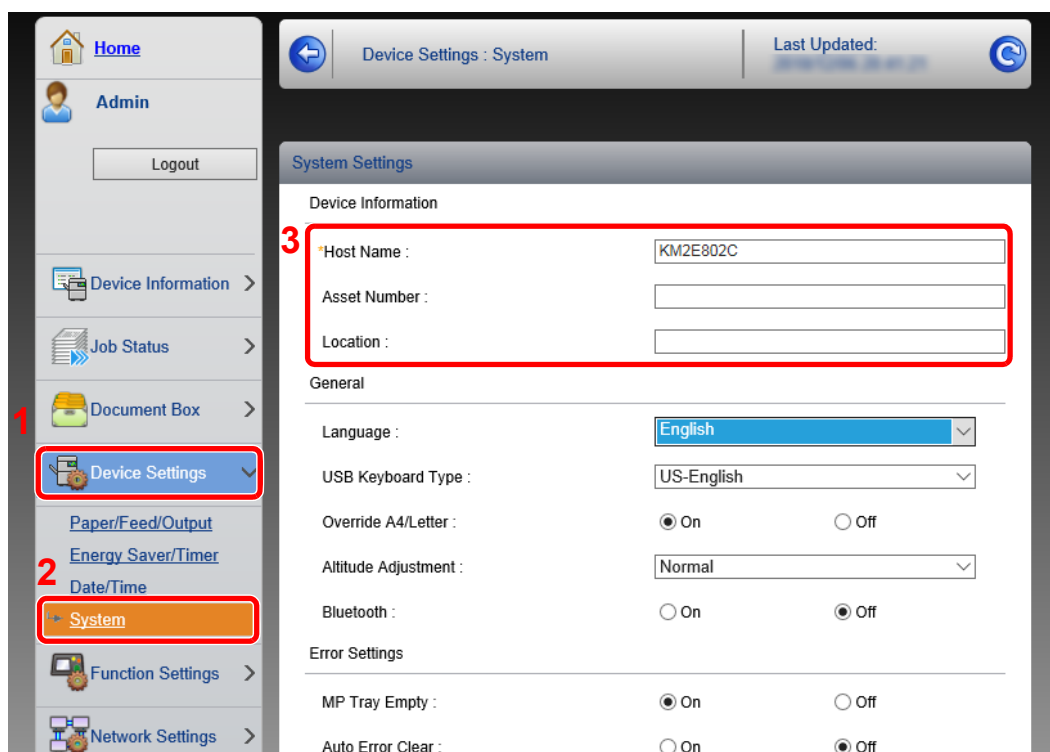 Home
Admin
Logout
Device Information
Job Status
Document Box
1
Device Settings
Paper/Feed/Output
Energy Saver/Timer
2
Date/Time
System
Function Settings
Network Settings
Device Settings : System
Last Updated:
System Settings
Device Information
3
*Host Name : KM2E802C
Asset Number :
Location :
General
Language : English
USB Keyboard Type : US-English
Override A4/Letter : On Off
Altitude Adjustment : Normal
Bluetooth : On Off
Error Settings
MP Tray Empty : On Off
Auto Error Clear : On Off